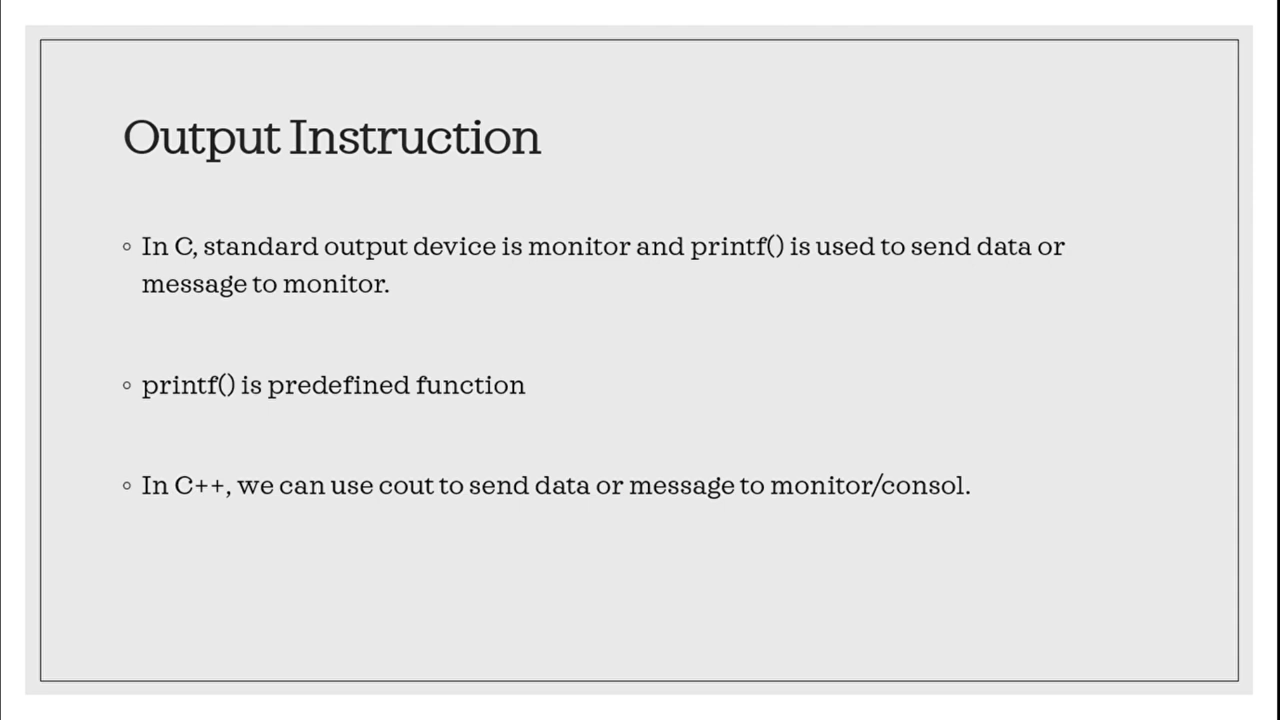 Output Instruction
◦ In C, standard output device is monitor and printf() is used to send data or
message to monitor.
◦ printf() is predefined function
◦ In C++, we can use cout to send data or message to monitor/consol.